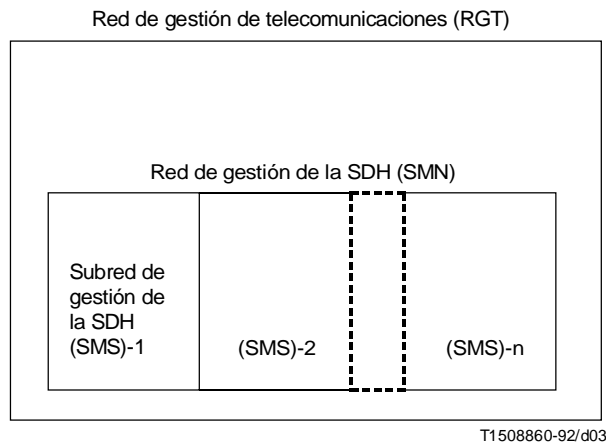 Red de gestión de telecomunicaciones (RGT)
Red de gestión de la SDH (SMN)
Subred de
gestión de
la SDH
(SMS)-1
(SMS)-2
(SMS)-n
T1508860-92/d03